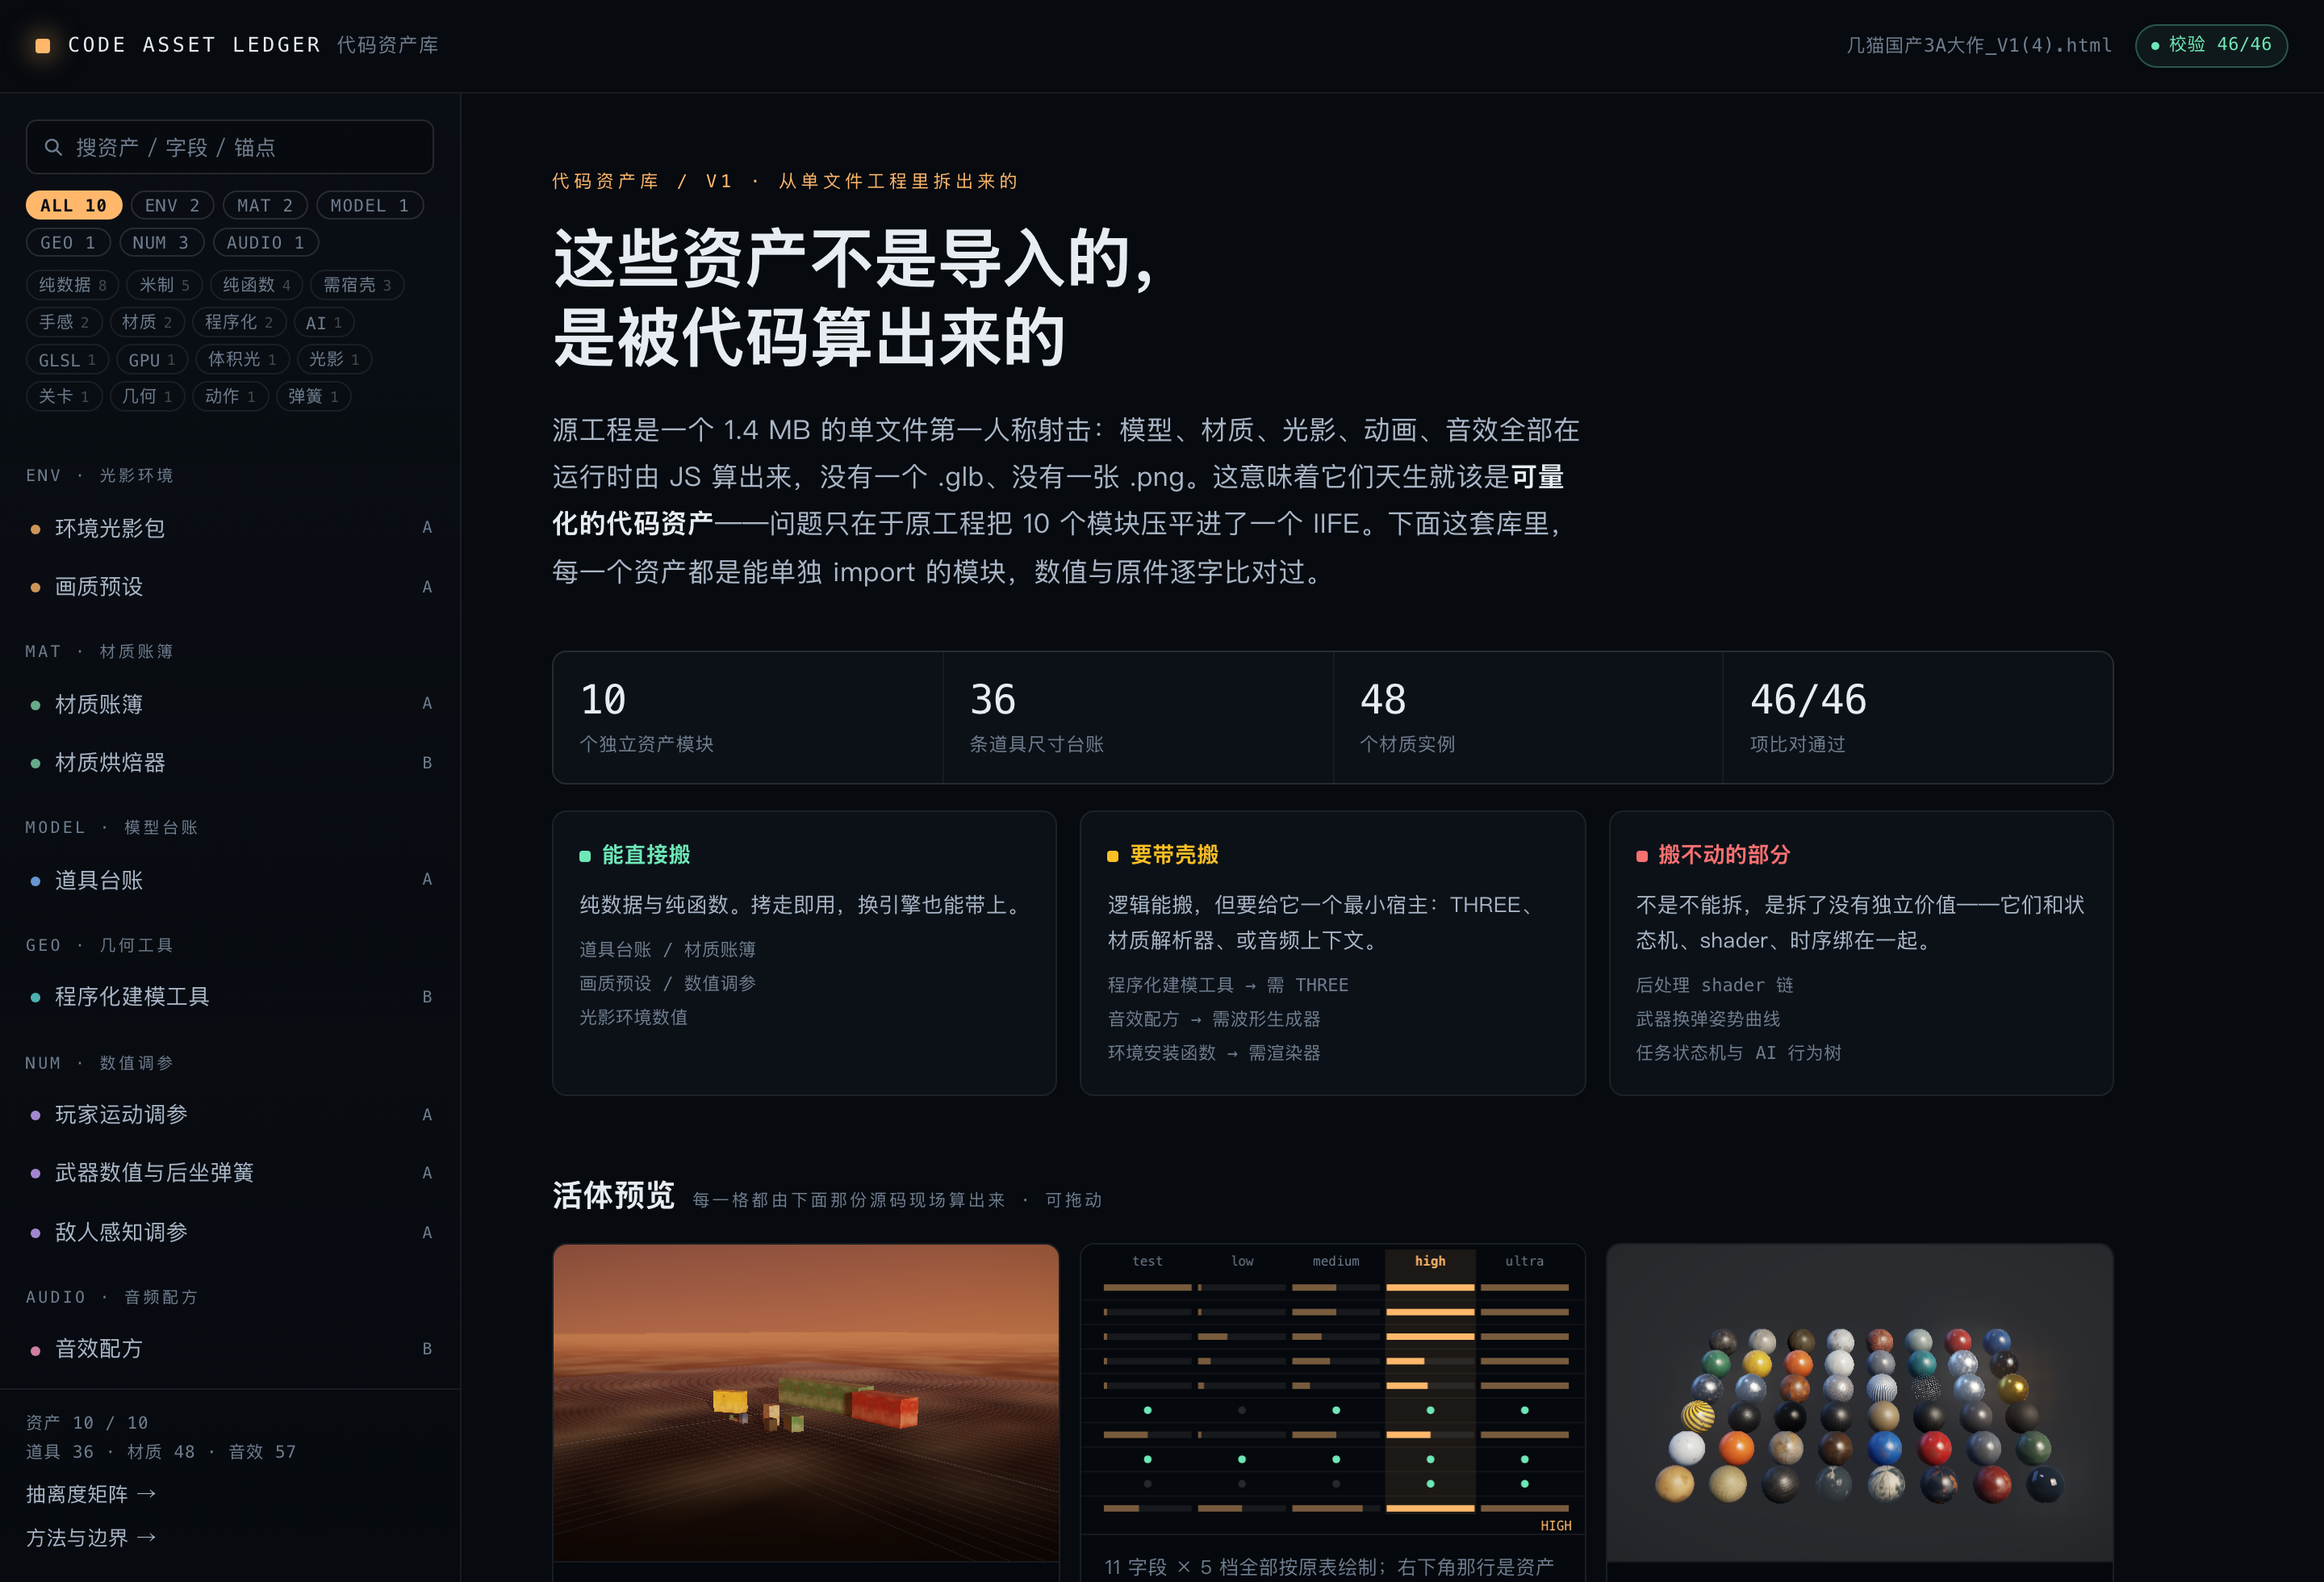 CODE ASSET LEDGER 代码资产库
几猫国产3A大作_V1(4).html
校验 46/46
搜资产 / 字段 / 锚点
ALL 10 ENV 2 MAT 2 MODEL 1
GEO 1 NUM 3 AUDIO 1
纯数据 8 米制 5 纯函数 4 需宿壳 3
手感 2 材质 2 程序化 2 AI 1
GLSL 1 GPU 1 体积光 1 光影 1
关卡 1 几何 1 动作 1 弹簧 1
ENV · 光影环境
环境光影包 A
画质预设 A
MAT · 材质账簿
材质账簿 A
材质烘焙器 B
MODEL · 模型台账
道具台账 A
GEO · 几何工具
程序化建模工具 B
NUM · 数值调参
玩家运动调参 A
武器数值与后坐弹簧 A
敌人感知调参 A
AUDIO · 音频配方
音效配方 B
资产 10 / 10
道具 36 · 材质 48 · 音效 57
抽离度矩阵 →
方法与边界 →
代码资产库 / V1 · 从单文件工程里拆出来的
这些资产不是导入的，
是被代码算出来的
源工程是一个 1.4 MB 的单文件第一人称射击：模型、材质、光影、动画、音效全部在
运行时由 JS 算出来，没有一个 .glb、没有一张 .png。这意味着它们天生就该是可量
化的代码资产——问题只在于原工程把 10 个模块压平进了一个 IIFE。下面这套库里，
每一个资产都是能单独 import 的模块，数值与原件逐字比对过。
10
个独立资产模块
36
条道具尺寸台账
48
个材质实例
46/46
项比对通过
能直接搬
纯数据与纯函数。拷走即用，换引擎也能带上。
道具台账 / 材质账簿
画质预设 / 数值调参
光影环境数值
要带壳搬
逻辑能搬，但要给它一个最小宿主：THREE、
材质解析器、或音频上下文。
程序化建模工具 → 需 THREE
音效配方 → 需波形生成器
环境安装函数 → 需渲染器
搬不动的部分
不是不能拆，是拆了没有独立价值——它们和状
态机、shader、时序绑在一起。
后处理 shader 链
武器换弹姿势曲线
任务状态机与 AI 行为树
活体预览 每一格都由下面那份源码现场算出来 · 可拖动
test low medium high ultra
HIGH
11 字段 × 5 档全部按原表绘制；右下角那行是资产